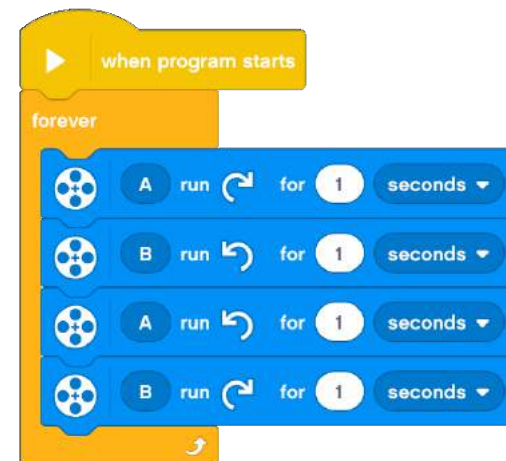 when program starts
forever
A run for 1 seconds
B run for 1 seconds
A run for 1 seconds
B run for 1 seconds